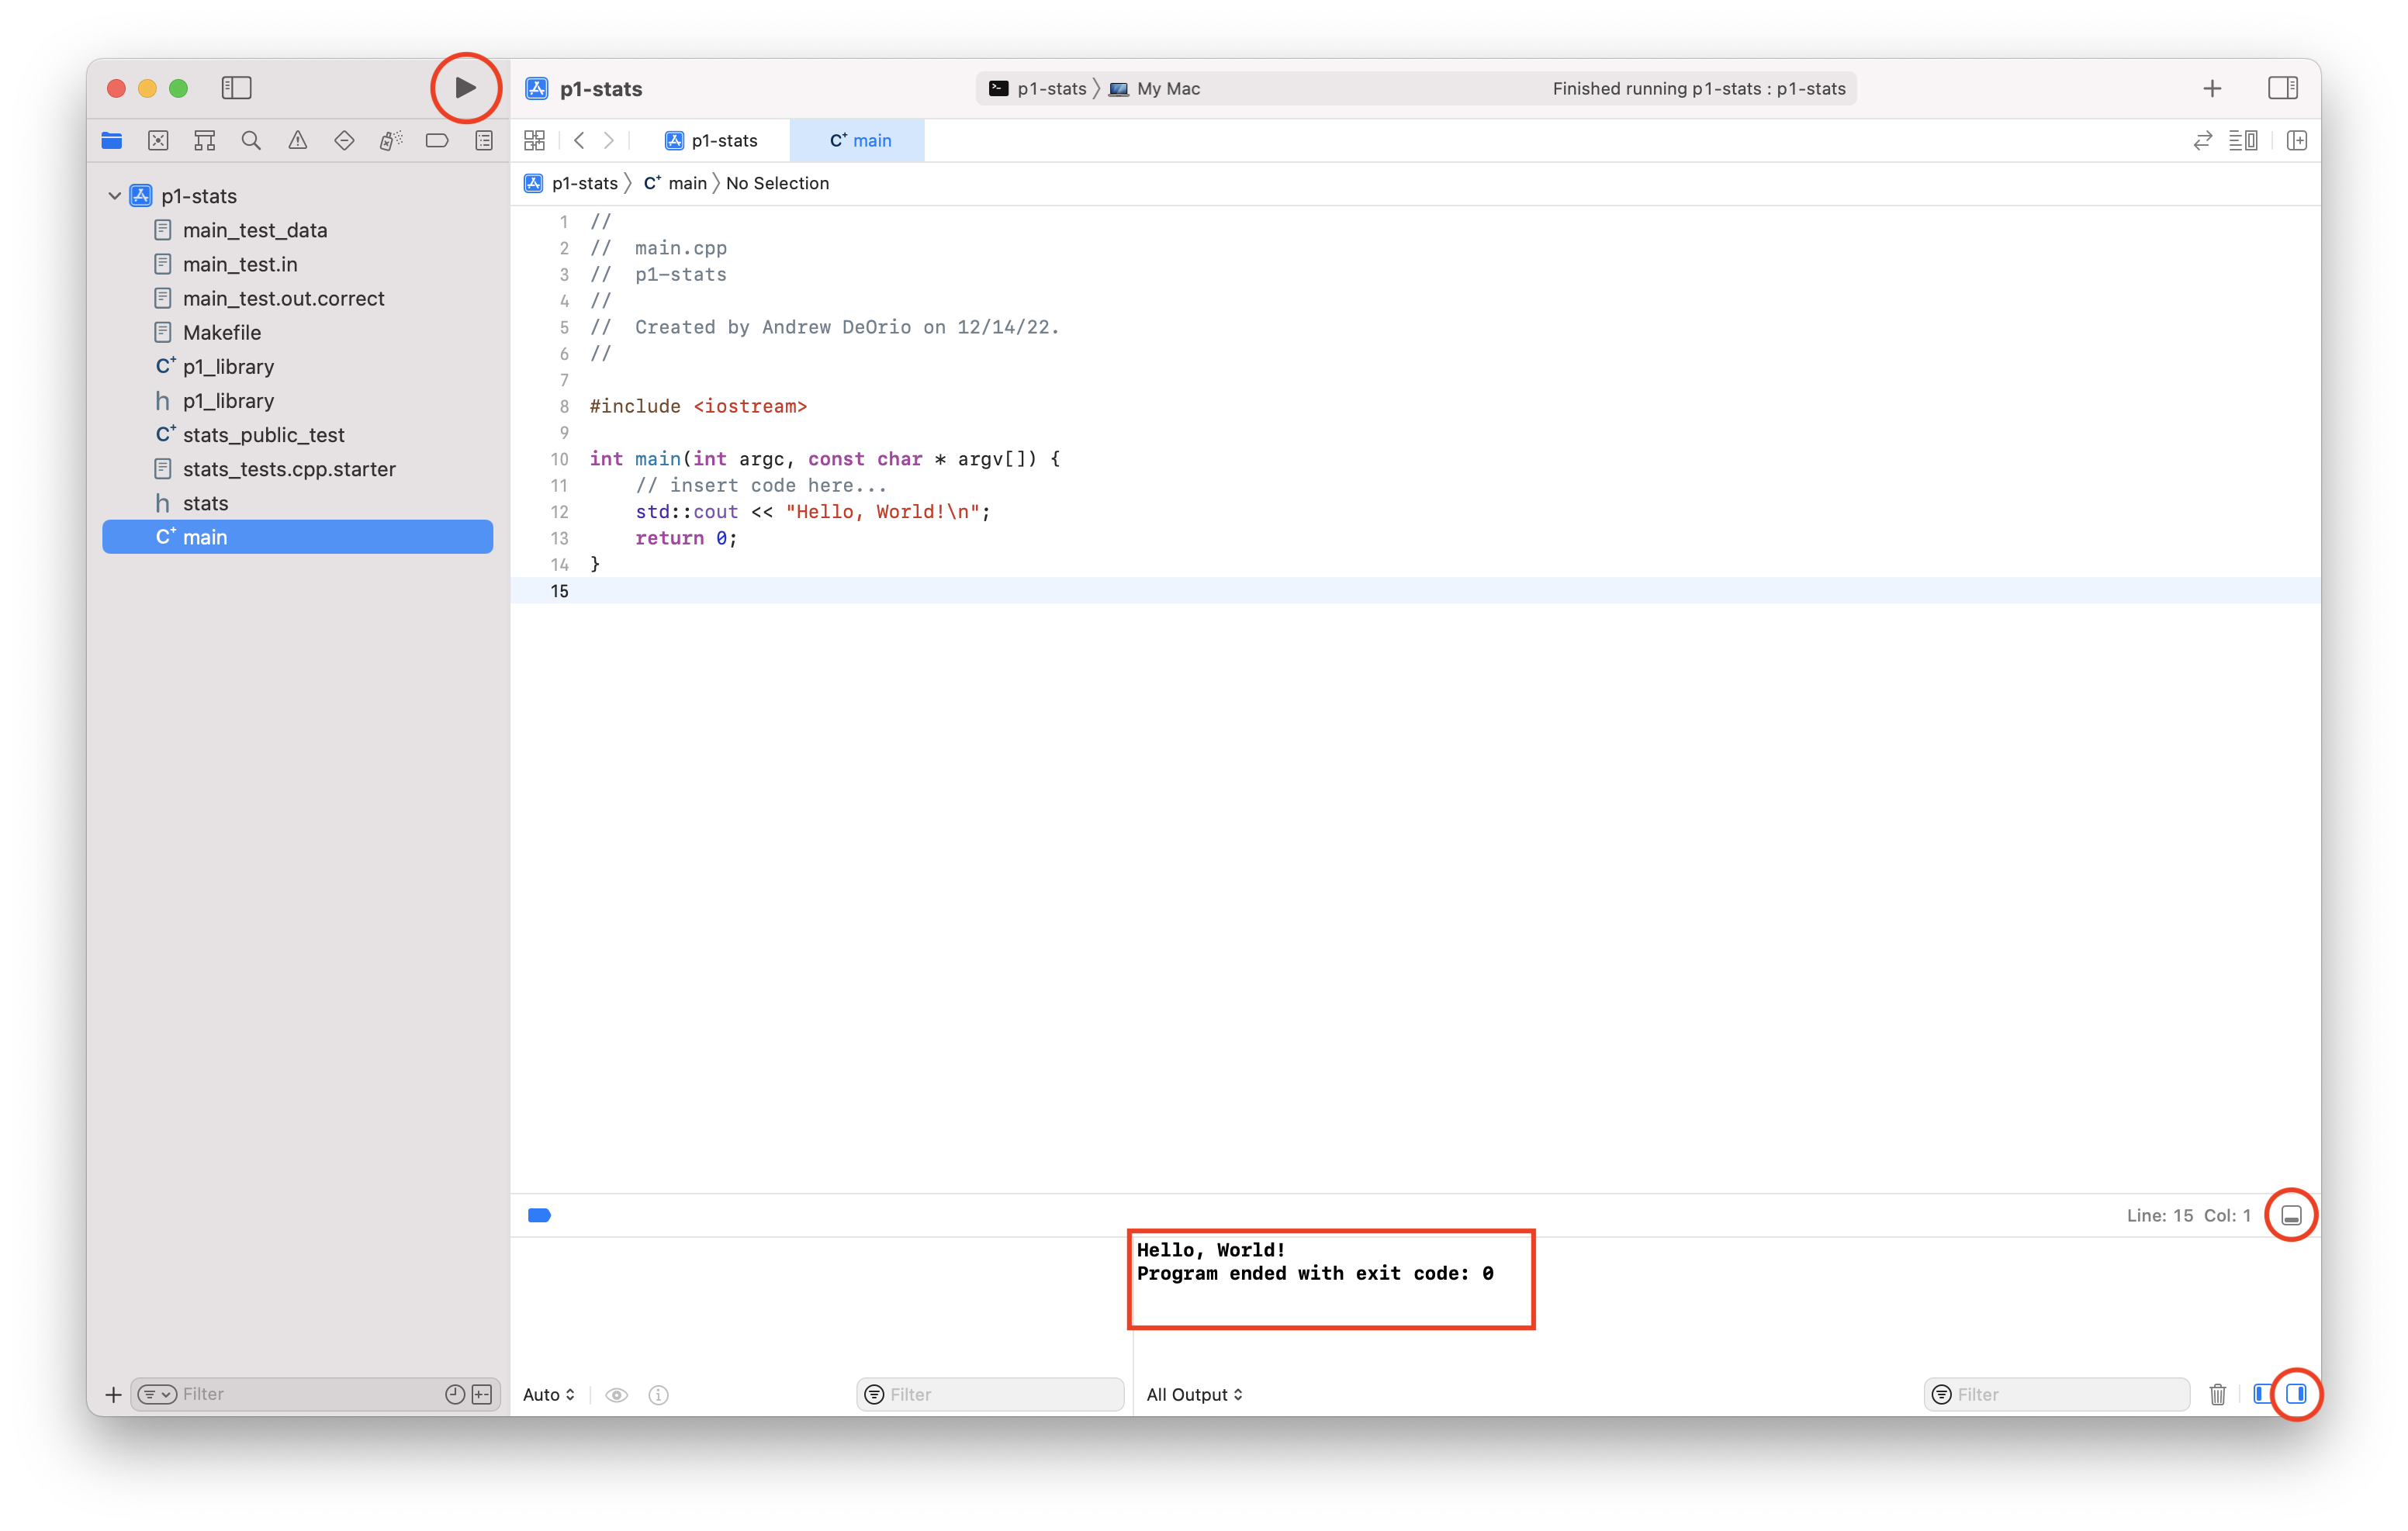 p1-stats
p1-stats 〉 My Mac
Finished running p1-stats : p1-stats
p1-stats
C+ main
p1-stats 〉 C+ main 〉 No Selection
p1-stats
main_test_data
main_test.in
main_test.out.correct
Makefile
C+ p1_library
h p1_library
C+ stats_public_test
stats_tests.cpp.starter
h stats
C+ main
1 //
2 //  main.cpp
3 //  p1-stats
4 //
5 //  Created by Andrew DeOrio on 12/14/22.
6 //
7
8 #include <iostream>
9
10 int main(int argc, const char * argv[]) {
11     // insert code here...
12     std::cout << "Hello, World!\n";
13     return 0;
14 }
15
Line: 15 Col: 1
Hello, World!
Program ended with exit code: 0
Filter
Auto
Filter
All Output
Filter